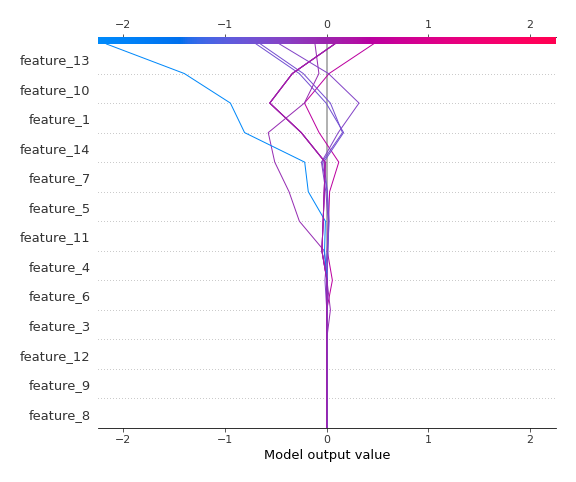 −2 −1 0 1 2
feature_13
feature_10
feature_1
feature_14
feature_7
feature_5
feature_11
feature_4
feature_6
feature_3
feature_12
feature_9
feature_8
−2 −1 0 1 2
Model output value